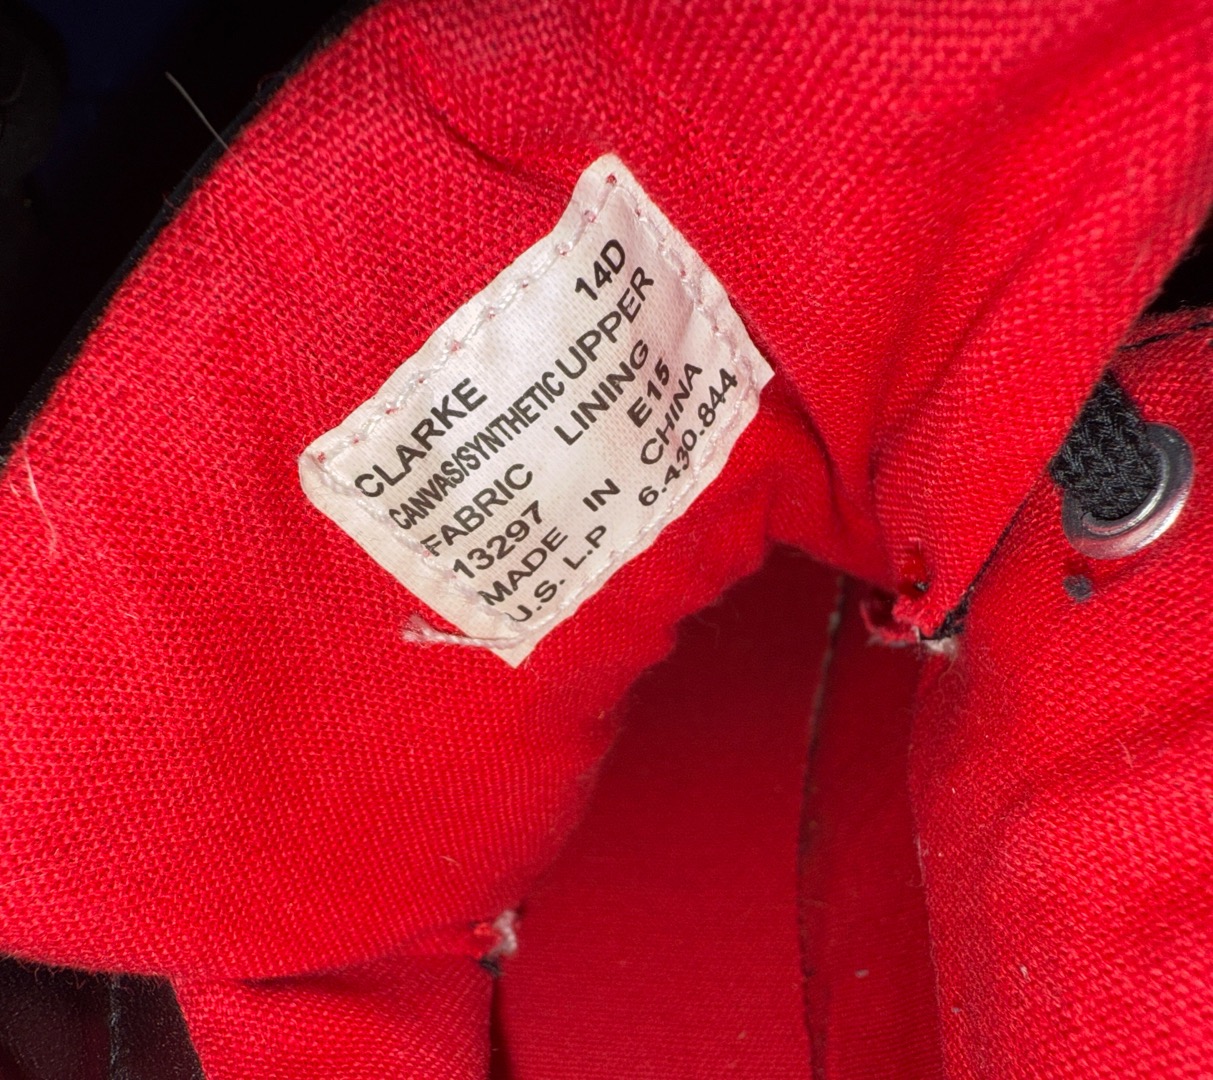 CLARKE 14D
CANVAS/SYNTHETIC UPPER
FABRIC LINING
13297 E15
MADE IN CHINA
U.S. L.P 6.430.844